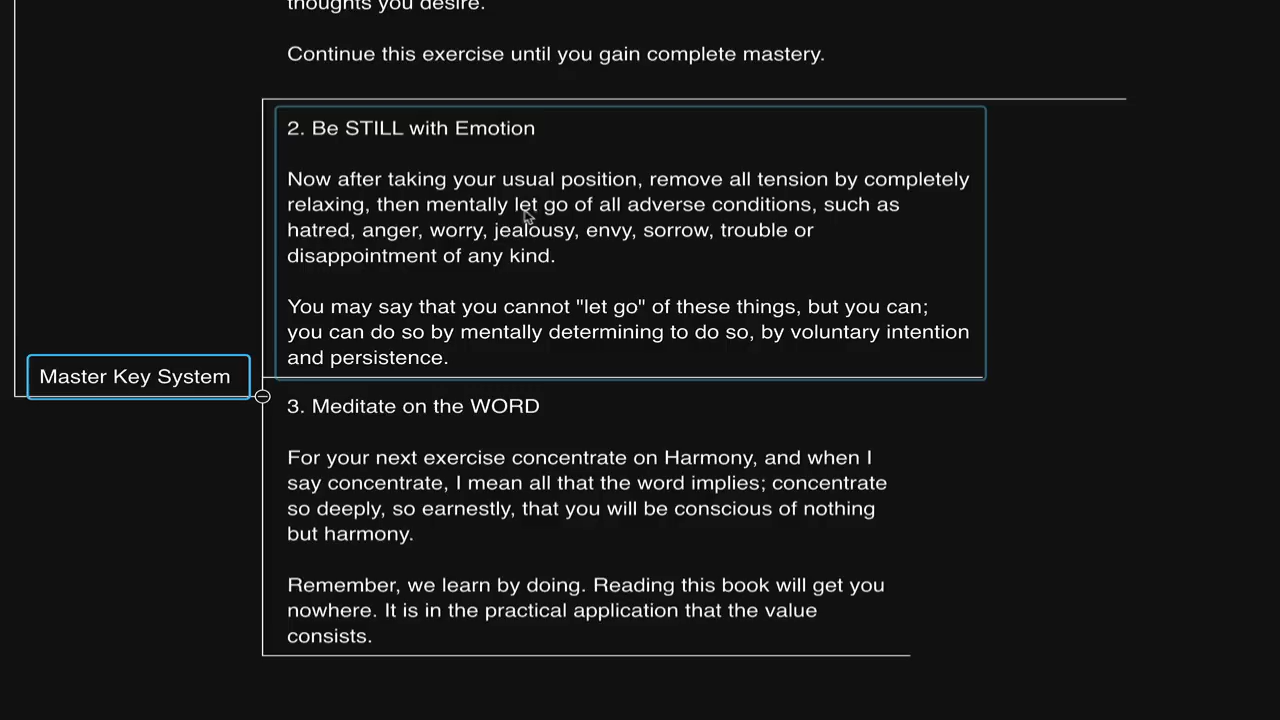 thoughts you desire.
Continue this exercise until you gain complete mastery.
2. Be STILL with Emotion
Now after taking your usual position, remove all tension by completely
relaxing, then mentally let go of all adverse conditions, such as
hatred, anger, worry, jealousy, envy, sorrow, trouble or
disappointment of any kind.
You may say that you cannot "let go" of these things, but you can;
you can do so by mentally determining to do so, by voluntary intention
and persistence.
Master Key System
3. Meditate on the WORD
For your next exercise concentrate on Harmony, and when I
say concentrate, I mean all that the word implies; concentrate
so deeply, so earnestly, that you will be conscious of nothing
but harmony.
Remember, we learn by doing. Reading this book will get you
nowhere. It is in the practical application that the value
consists.